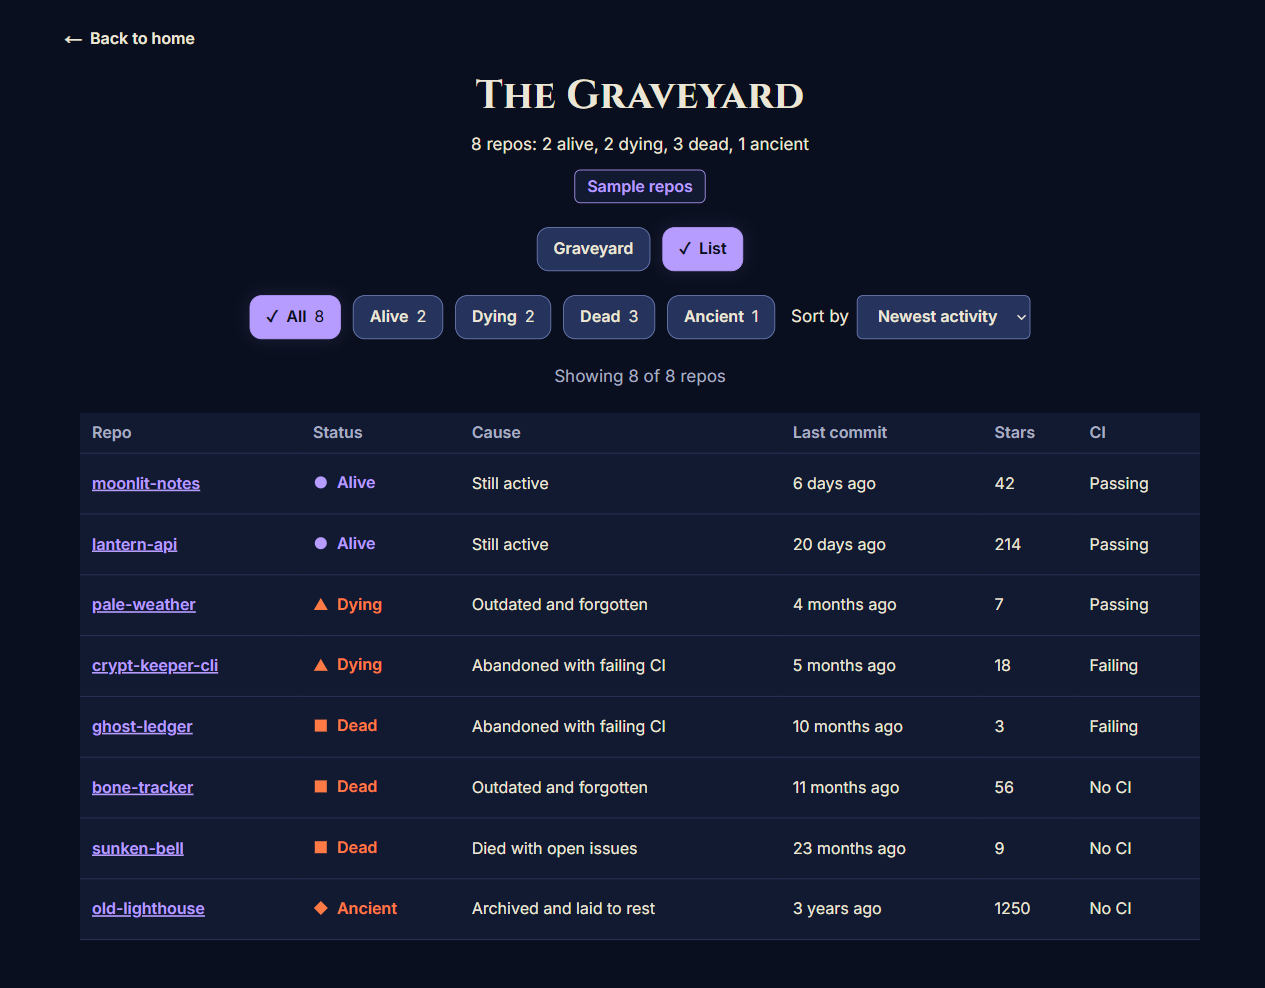 ← Back to home
The Graveyard
8 repos: 2 alive, 2 dying, 3 dead, 1 ancient
Sample repos
Graveyard ✓ List
✓ All 8 Alive 2 Dying 2 Dead 3 Ancient 1 Sort by Newest activity
Showing 8 of 8 repos
Repo Status Cause Last commit Stars CI
moonlit-notes Alive Still active 6 days ago 42 Passing
lantern-api Alive Still active 20 days ago 214 Passing
pale-weather Dying Outdated and forgotten 4 months ago 7 Passing
crypt-keeper-cli Dying Abandoned with failing CI 5 months ago 18 Failing
ghost-ledger Dead Abandoned with failing CI 10 months ago 3 Failing
bone-tracker Dead Outdated and forgotten 11 months ago 56 No CI
sunken-bell Dead Died with open issues 23 months ago 9 No CI
old-lighthouse Ancient Archived and laid to rest 3 years ago 1250 No CI